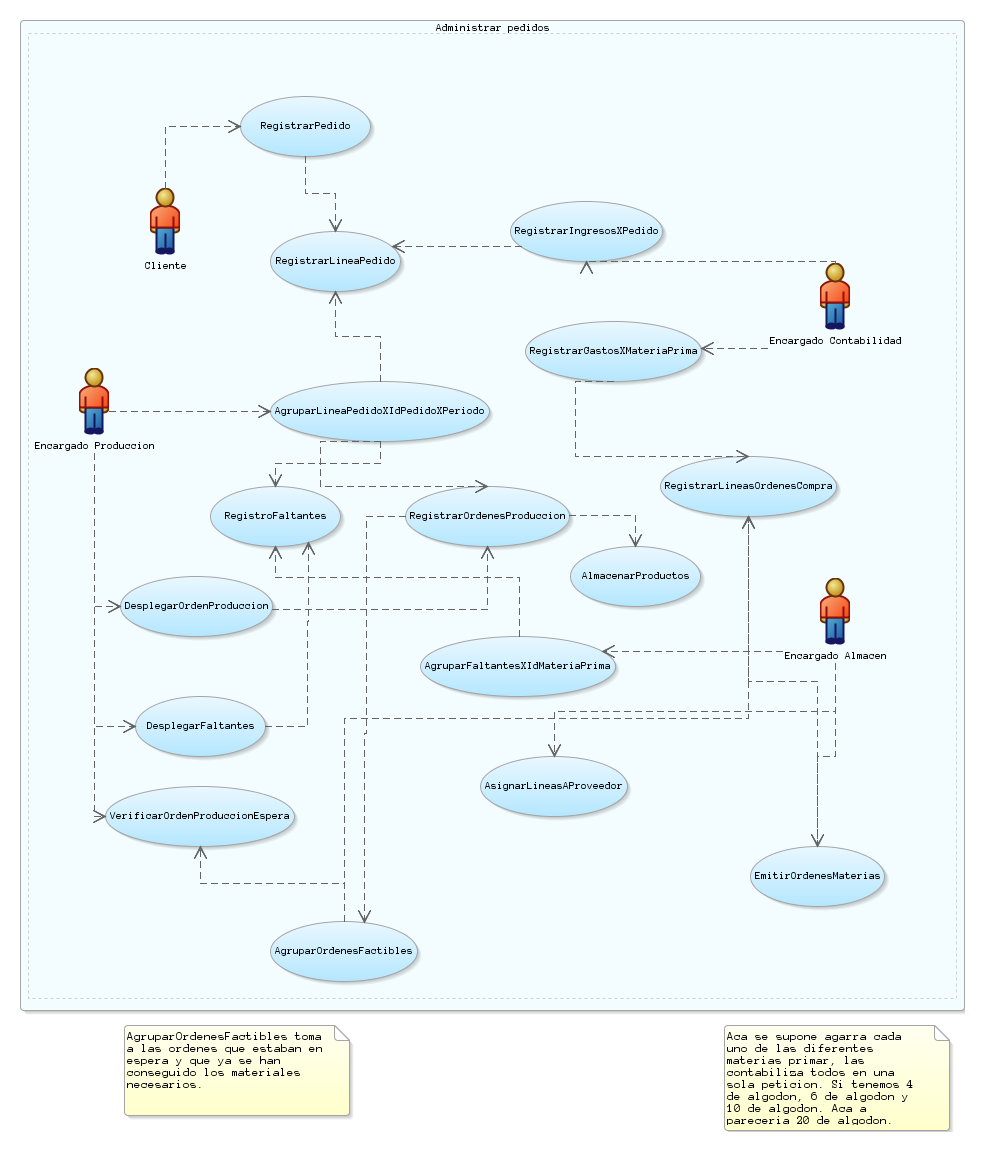 Administrar pedidos
RegistrarPedido
Cliente
RegistrarLineaPedido
RegistrarIngresosXPedido
Encargado Contabilidad
RegistrarGastosXMateriaPrima
AgruparLineaPedidoXIdPedidoXPeriodo
Encargado Produccion
RegistrarLineasOrdenesCompra
RegistroFaltantes
RegistrarOrdenesProduccion
AlmacenarProductos
DesplegarOrdenProduccion
Encargado Almacen
AgruparFaltantesXIdMateriaPrima
DesplegarFaltantes
AsignarLineasAProveedor
VerificarOrdenProduccionEspera
EmitirOrdenesMaterias
AgruparOrdenesFactibles
AgruparOrdenesFactibles toma
a las ordenes que estaban en
espera y que ya se han
conseguido los materiales
necesarios.
Aca se supone agarra cada
uno de las diferentes
materias primar, las
contabiliza todos en una
sola peticion. Si tenemos 4
de algodon, 6 de algodon y
10 de algodon. Aca a
pareceria 20 de algodon.